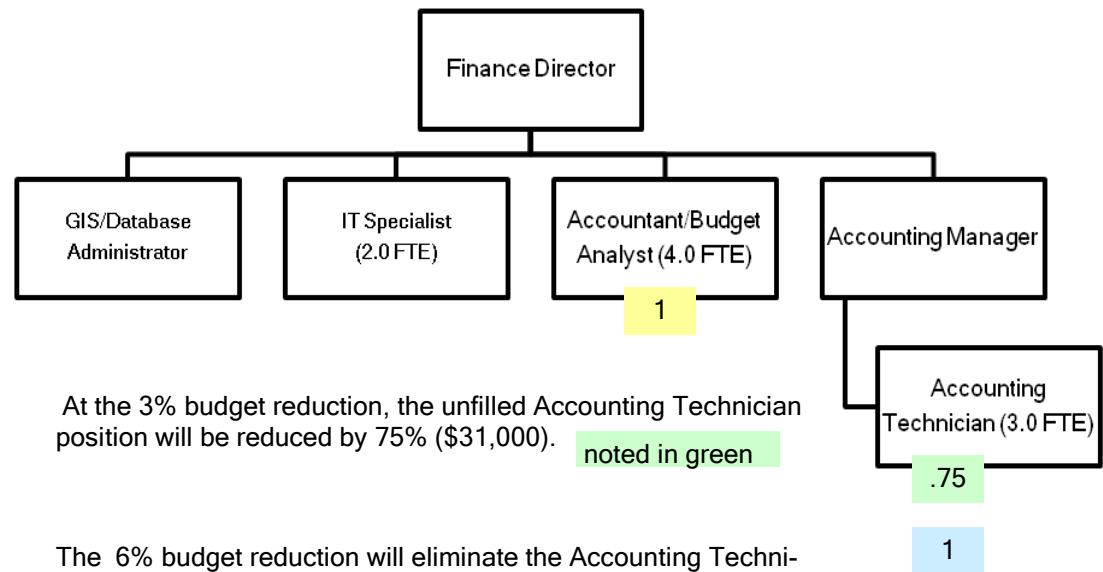 Finance Director
GIS/Database
Administrator
IT Specialist
(2.0 FTE)
Accountant/Budget
Analyst (4.0 FTE)
Accounting Manager
1
Accounting
Technician (3.0 FTE)
.75
1
At the 3% budget reduction, the unfilled Accounting Technician
position will be reduced by 75% ($31,000).
noted in green
The 6% budget reduction will eliminate the Accounting Techni-